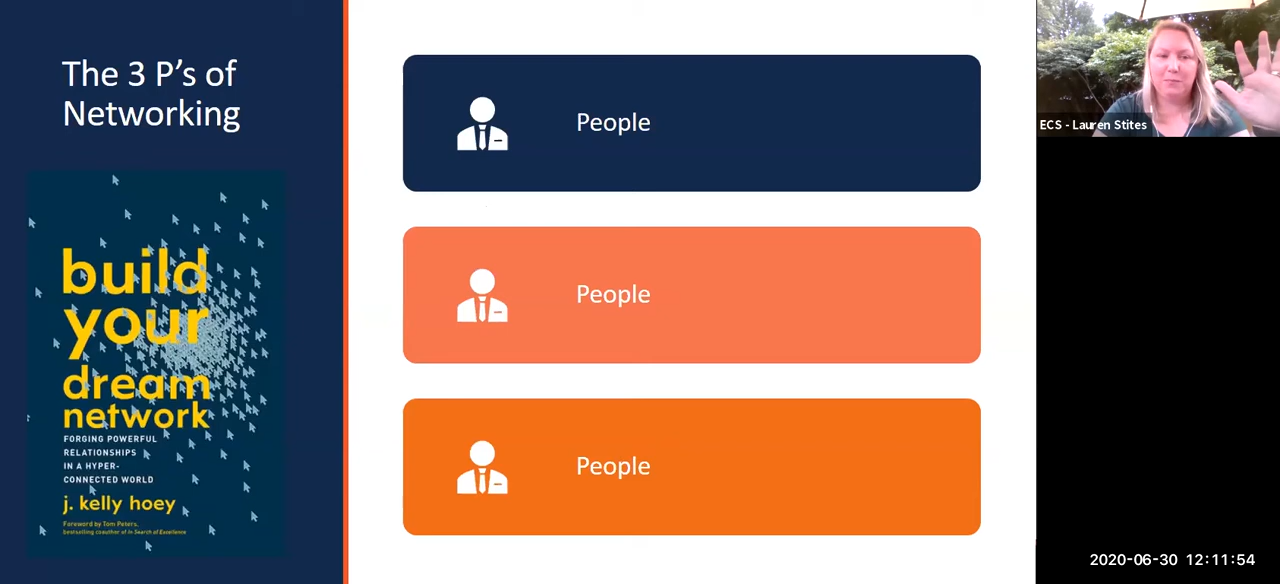 The 3 P's of
Networking
build
your
dream
network
FORGING POWERFUL
RELATIONSHIPS
IN A HYPER-
CONNECTED WORLD
j. kelly hoey
Foreword by Tom Peters,
bestselling coauthor of In Search of Excellence
People
People
People
ECS - Lauren Stites
2020-06-30 12:11:54